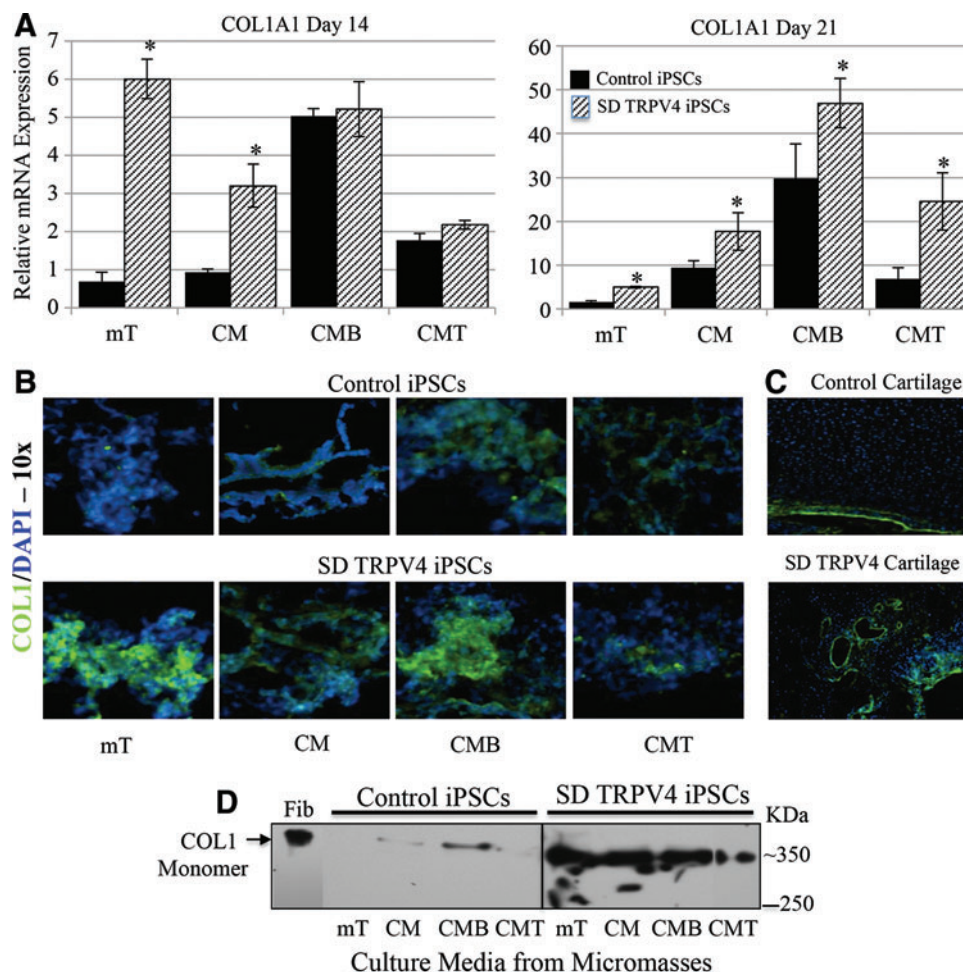 A
COL1A1 Day 14
COL1A1 Day 21
Relative mRNA Expression
7
6
5
4
3
2
1
0
*
*
mT CM CMB CMT
60
50
40
30
20
10
0
Control iPSCs
SD TRPV4 iPSCs
*
*
*
*
mT CM CMB CMT
B
Control iPSCs
COL1/DAPI – 10x
SD TRPV4 iPSCs
mT CM CMB CMT
C
Control Cartilage
SD TRPV4 Cartilage
D
Fib Control iPSCs SD TRPV4 iPSCs KDa
COL1
Monomer
~350
250
mT CM CMB CMT mT CM CMB CMT
Culture Media from Micromasses